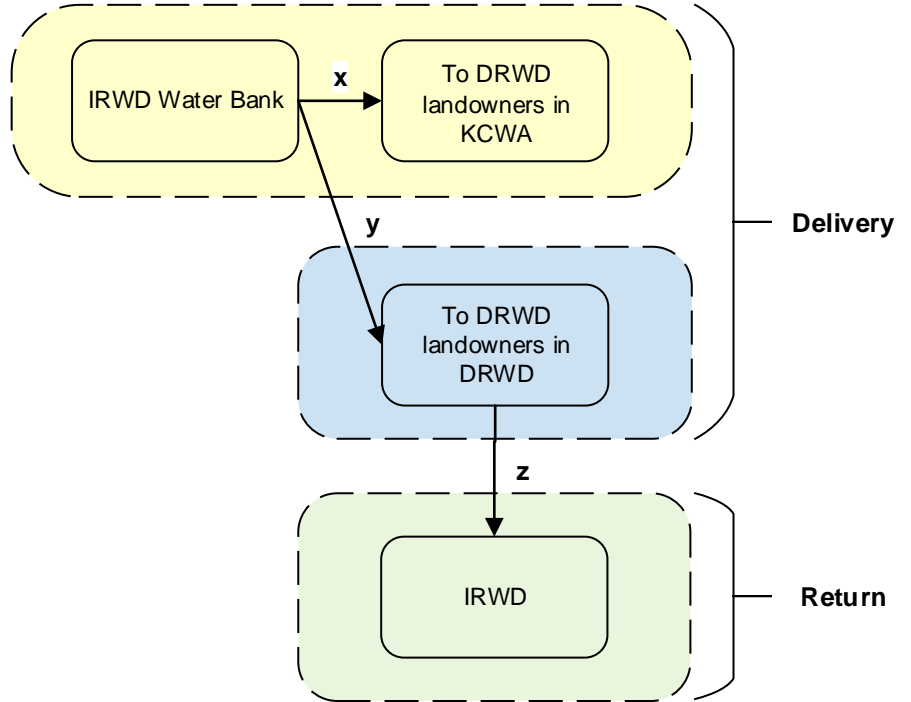 IRWD Water Bank
x
To DRWD
landowners in
KCWA
y
Delivery
To DRWD
landowners in
DRWD
z
IRWD
Return